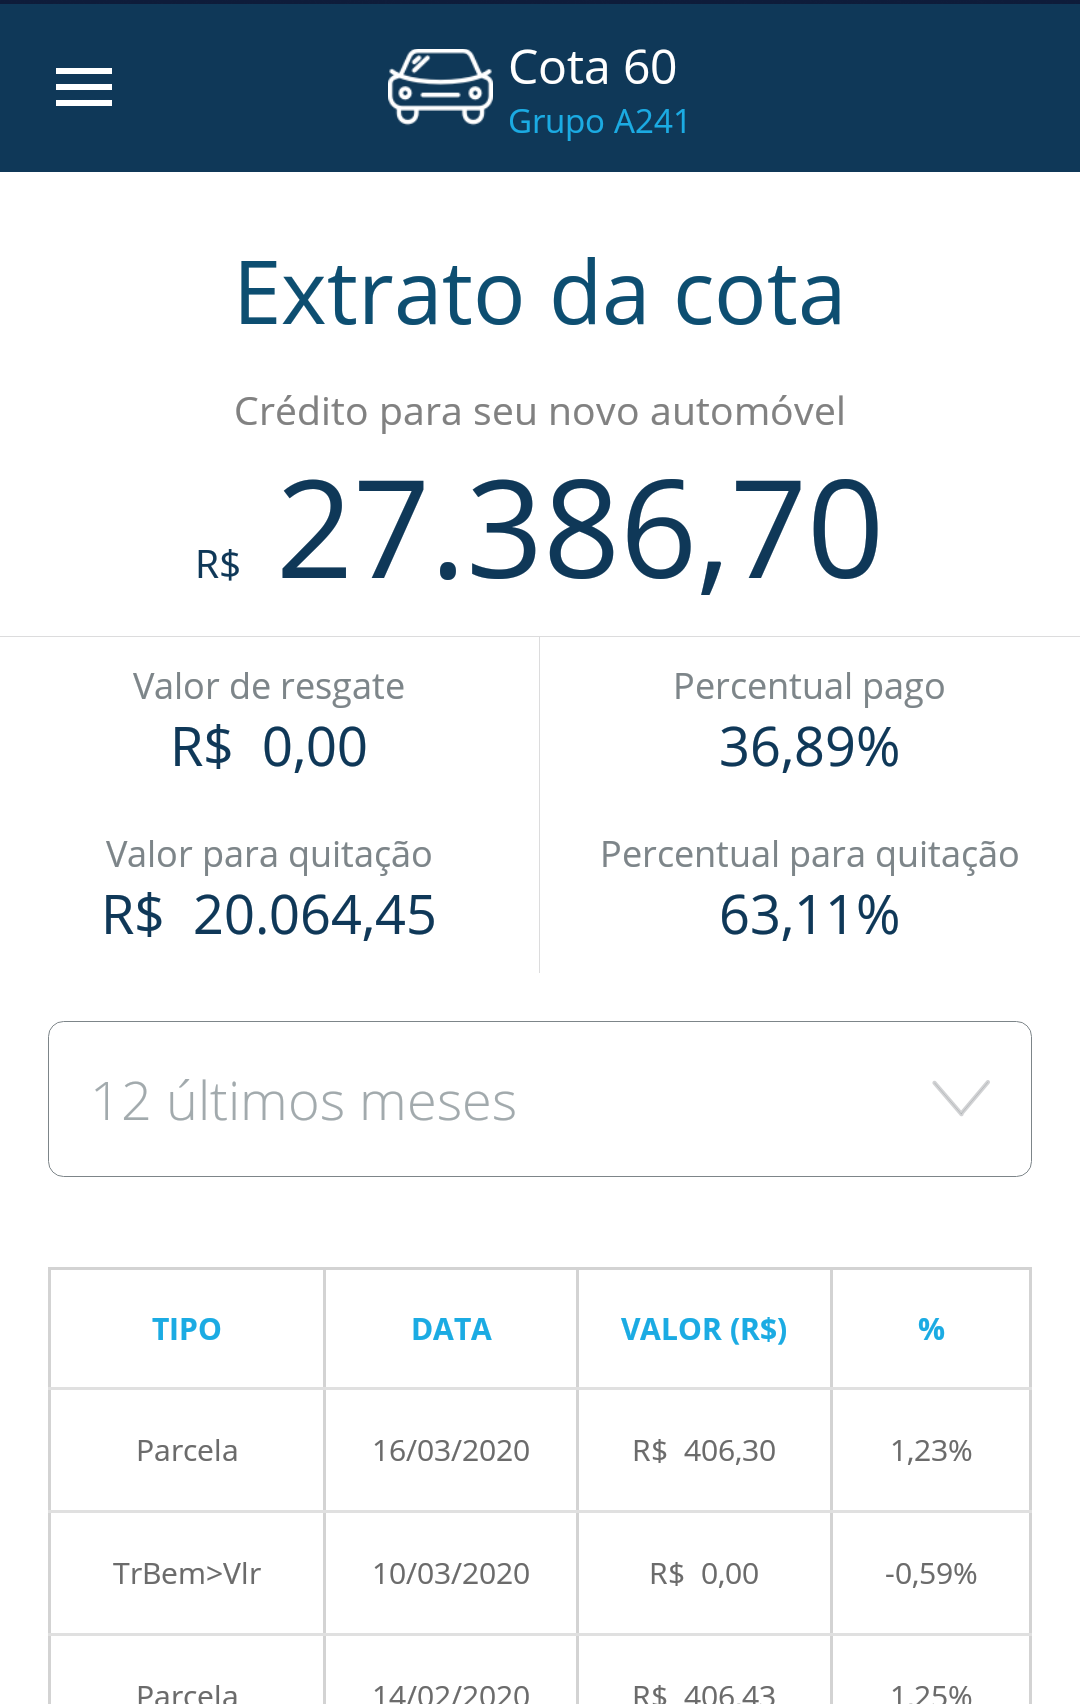 Cota 60
Grupo A241
Extrato da cota
Crédito para seu novo automóvel
R$ 27.386,70
Valor de resgate
R$ 0,00
Percentual pago
36,89%
Valor para quitação
R$ 20.064,45
Percentual para quitação
63,11%
12 últimos meses
TIPO DATA VALOR (R$) %
Parcela 16/03/2020 R$ 406,30 1,23%
TrBem>Vlr 10/03/2020 R$ 0,00 -0,59%
Parcela 14/02/2020 R$ 406,43 1,25%